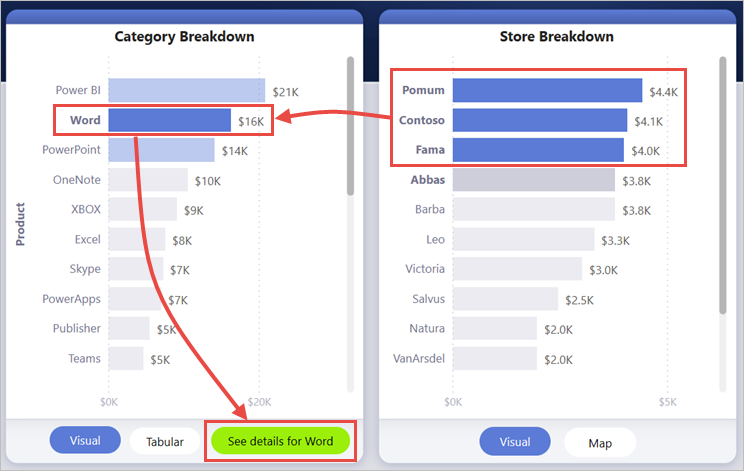 Category Breakdown
Product
Power BI $21K
Word $16K
PowerPoint $14K
OneNote $10K
XBOX $9K
Excel $8K
Skype $7K
PowerApps $7K
Publisher $5K
Teams $5K
$0K $20K
Visual Tabular See details for Word
Store Breakdown
Pomum $4.4K
Contoso $4.1K
Fama $4.0K
Abbas $3.8K
Barba $3.8K
Leo $3.3K
Victoria $3.0K
Salvus $2.5K
Natura $2.0K
VanArsdel $2.0K
$0K $5K
Visual Map